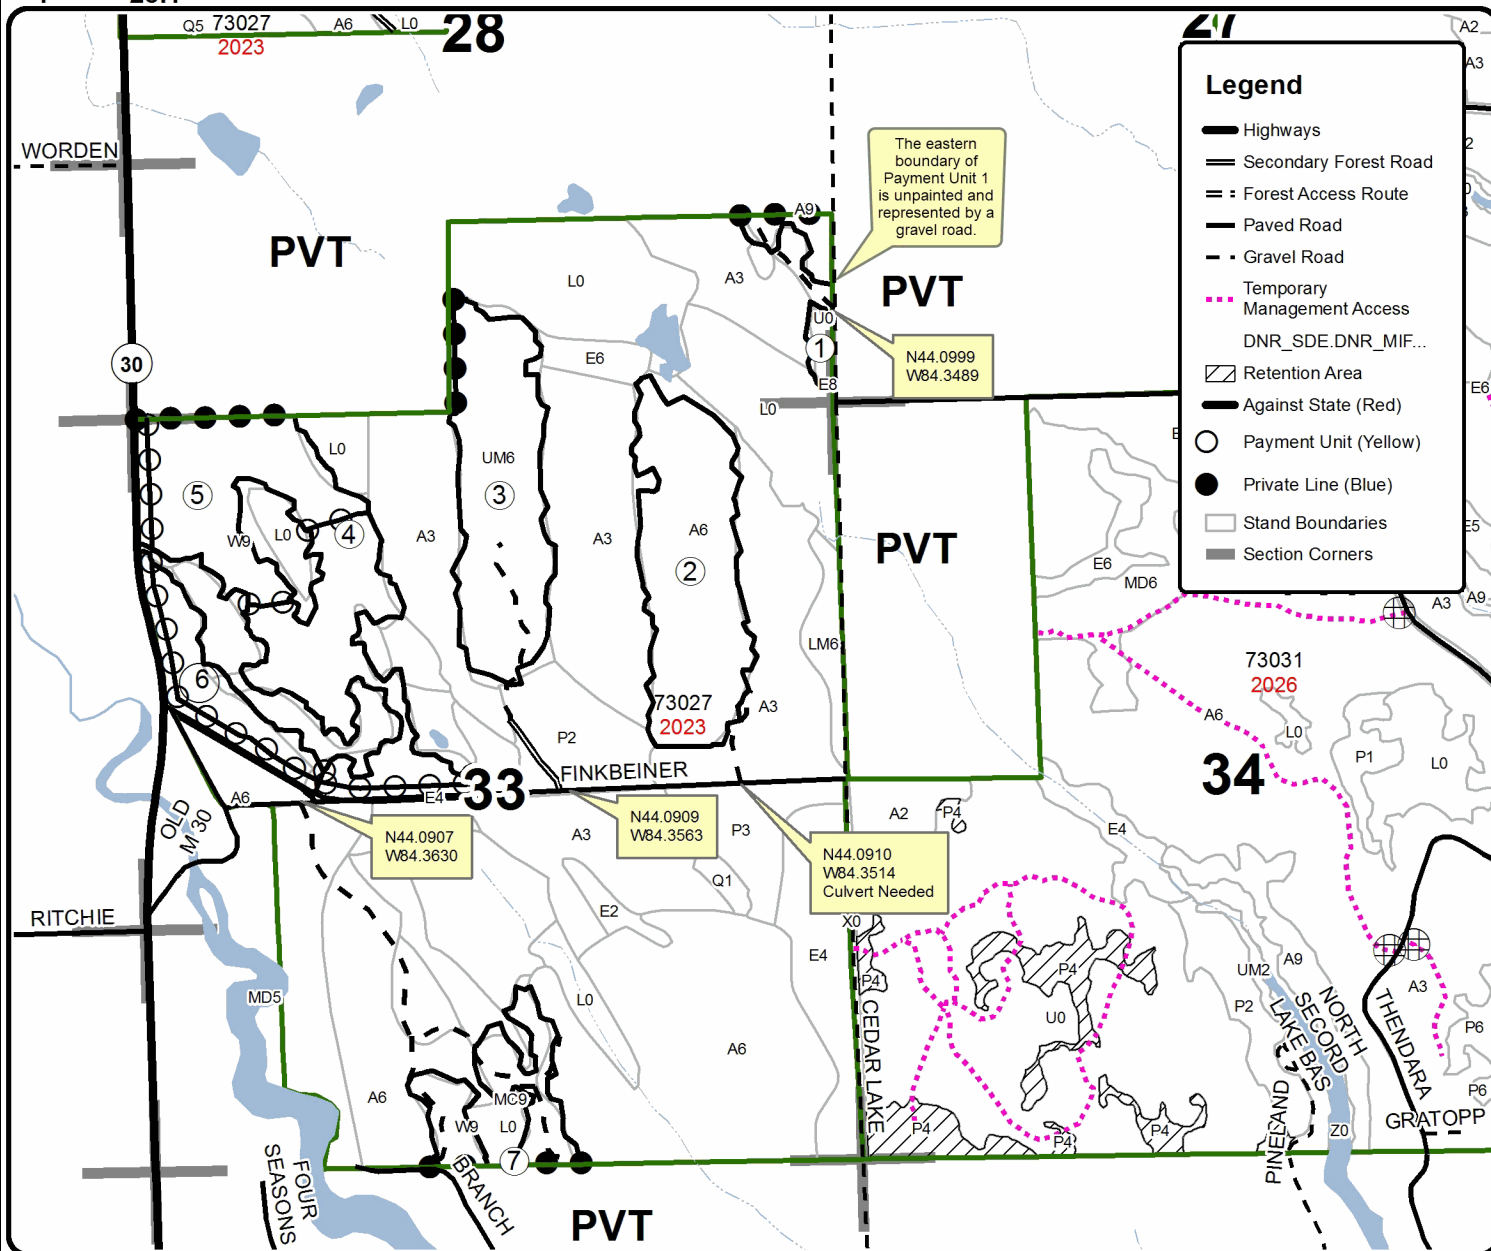 Q5 73027 A6 L0
2023
28
27
A2
A3
WORDEN
PVT
30
The eastern
boundary of
Payment Unit 1
is unpainted and
represented by a
gravel road.
A9
L0
A3
PVT
U0
1
E8
L0
N44.0999
W84.3489
E6
Legend
Highways
Secondary Forest Road
Forest Access Route
Paved Road
Gravel Road
Temporary
Management Access
DNR_SDE.DNR_MIF...
Retention Area
Against State (Red)
Payment Unit (Yellow)
Private Line (Blue)
Stand Boundaries
Section Corners
E6
E5
L0
5
W9
L0
4
A3
UM6
3
A3
A6
2
PVT
E6
MD6
A3
A9
LM6
6
73027
2023
A3
P2
FINKBEINER
33
E4
A6
OLD
M-30
N44.0907
W84.3630
N44.0909
W84.3563
N44.0910
W84.3514
Culvert Needed
73031
2026
A6
L0
P1
L0
34
A2
P4
E4
A3
P3
Q1
E2
RITCHIE
X0
E4
P4
P4
U0
MD5
L0
A6
CEDAR LAKE
A9
UM2
P2
NORTH
SECORD
LAKE BAS
THENDARA
A3
P6
P6
GRATOPP
Z0
PINELAND
A6
MC9
W9
L0
7
P4
P4
P4
FOUR
SEASONS
BRANCH
PVT